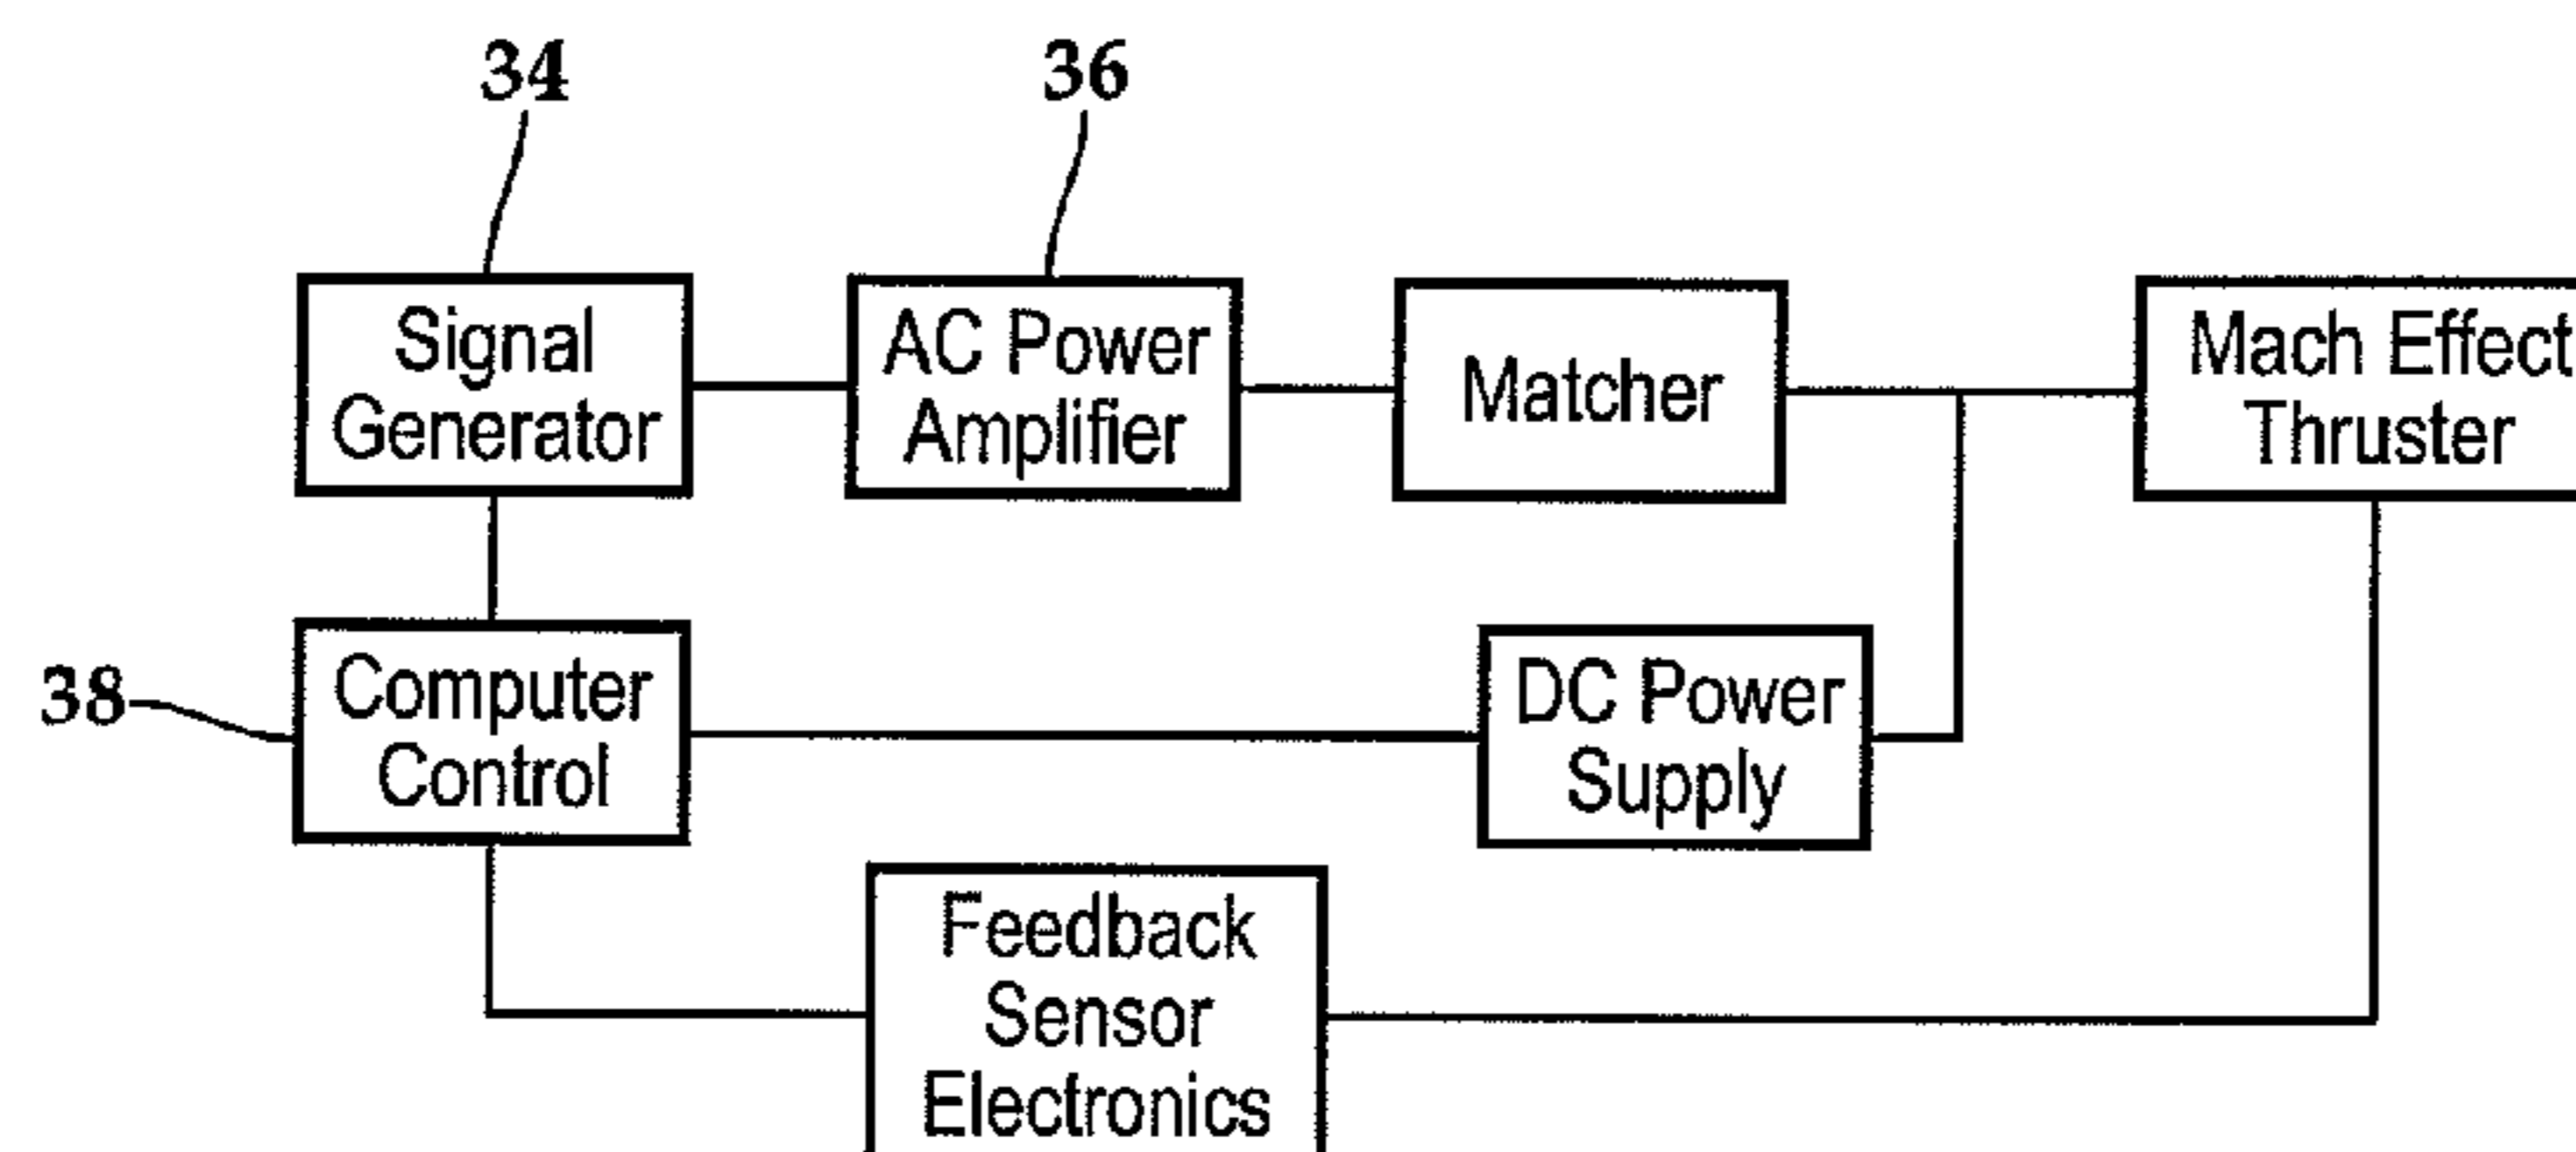 34
36
Signal
Generator
AC Power
Amplifier
Matcher
Mach Effect
Thruster
38
Computer
Control
DC Power
Supply
Feedback
Sensor
Electronics